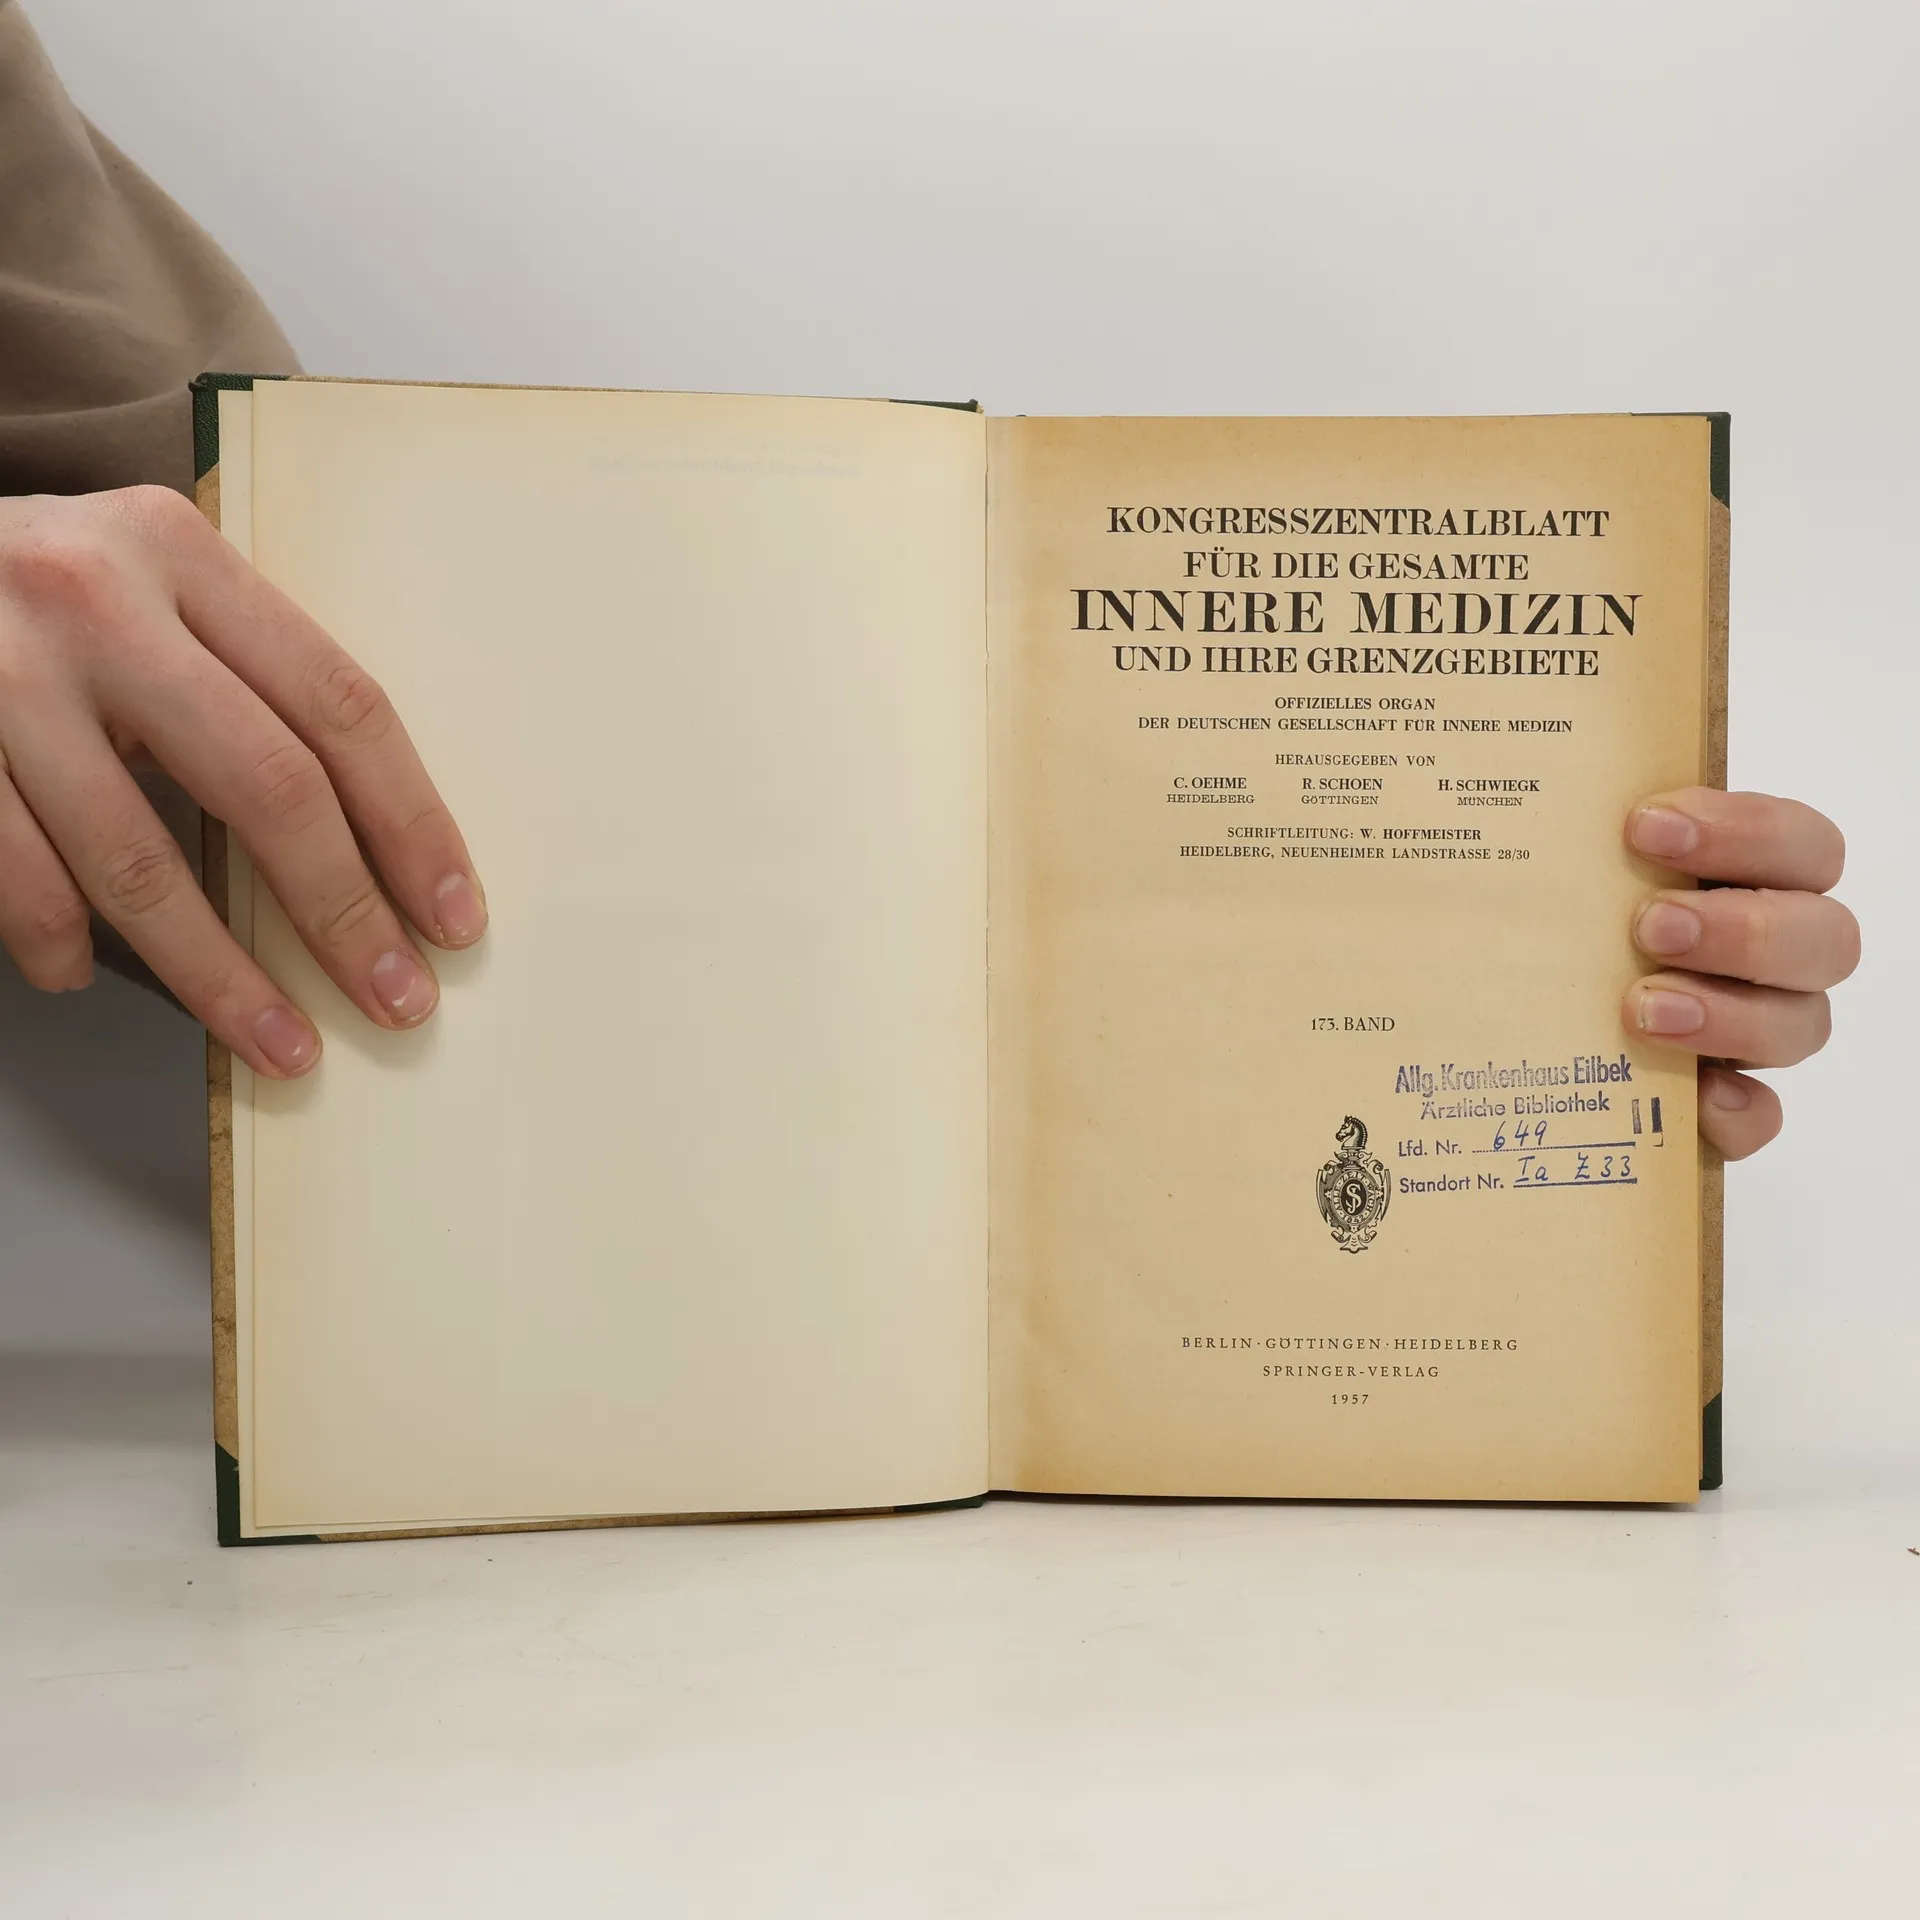 KONGRESSZENTRALBLATT
FÜR DIE GESAMTE
INNERE MEDIZIN
UND IHRE GRENZGEBIETE
OFFIZIELLES ORGAN
DER DEUTSCHEN GESELLSCHAFT FÜR INNERE MEDIZIN
HERAUSGEGEBEN VON
C. OEHME R. SCHOEN H. SCHWIEGK
HEIDELBERG GÖTTINGEN MÜNCHEN
SCHRIFTLEITUNG: W. HOFFMEISTER
HEIDELBERG, NEUENHEIMER LANDSTRASSE 28/30
173. BAND
Allg. Krankenhaus Eilbek
Ärztliche Bibliothek
Lfd. Nr. 649
Standort Nr. Ia Z 33
BERLIN · GÖTTINGEN · HEIDELBERG
SPRINGER-VERLAG
1957